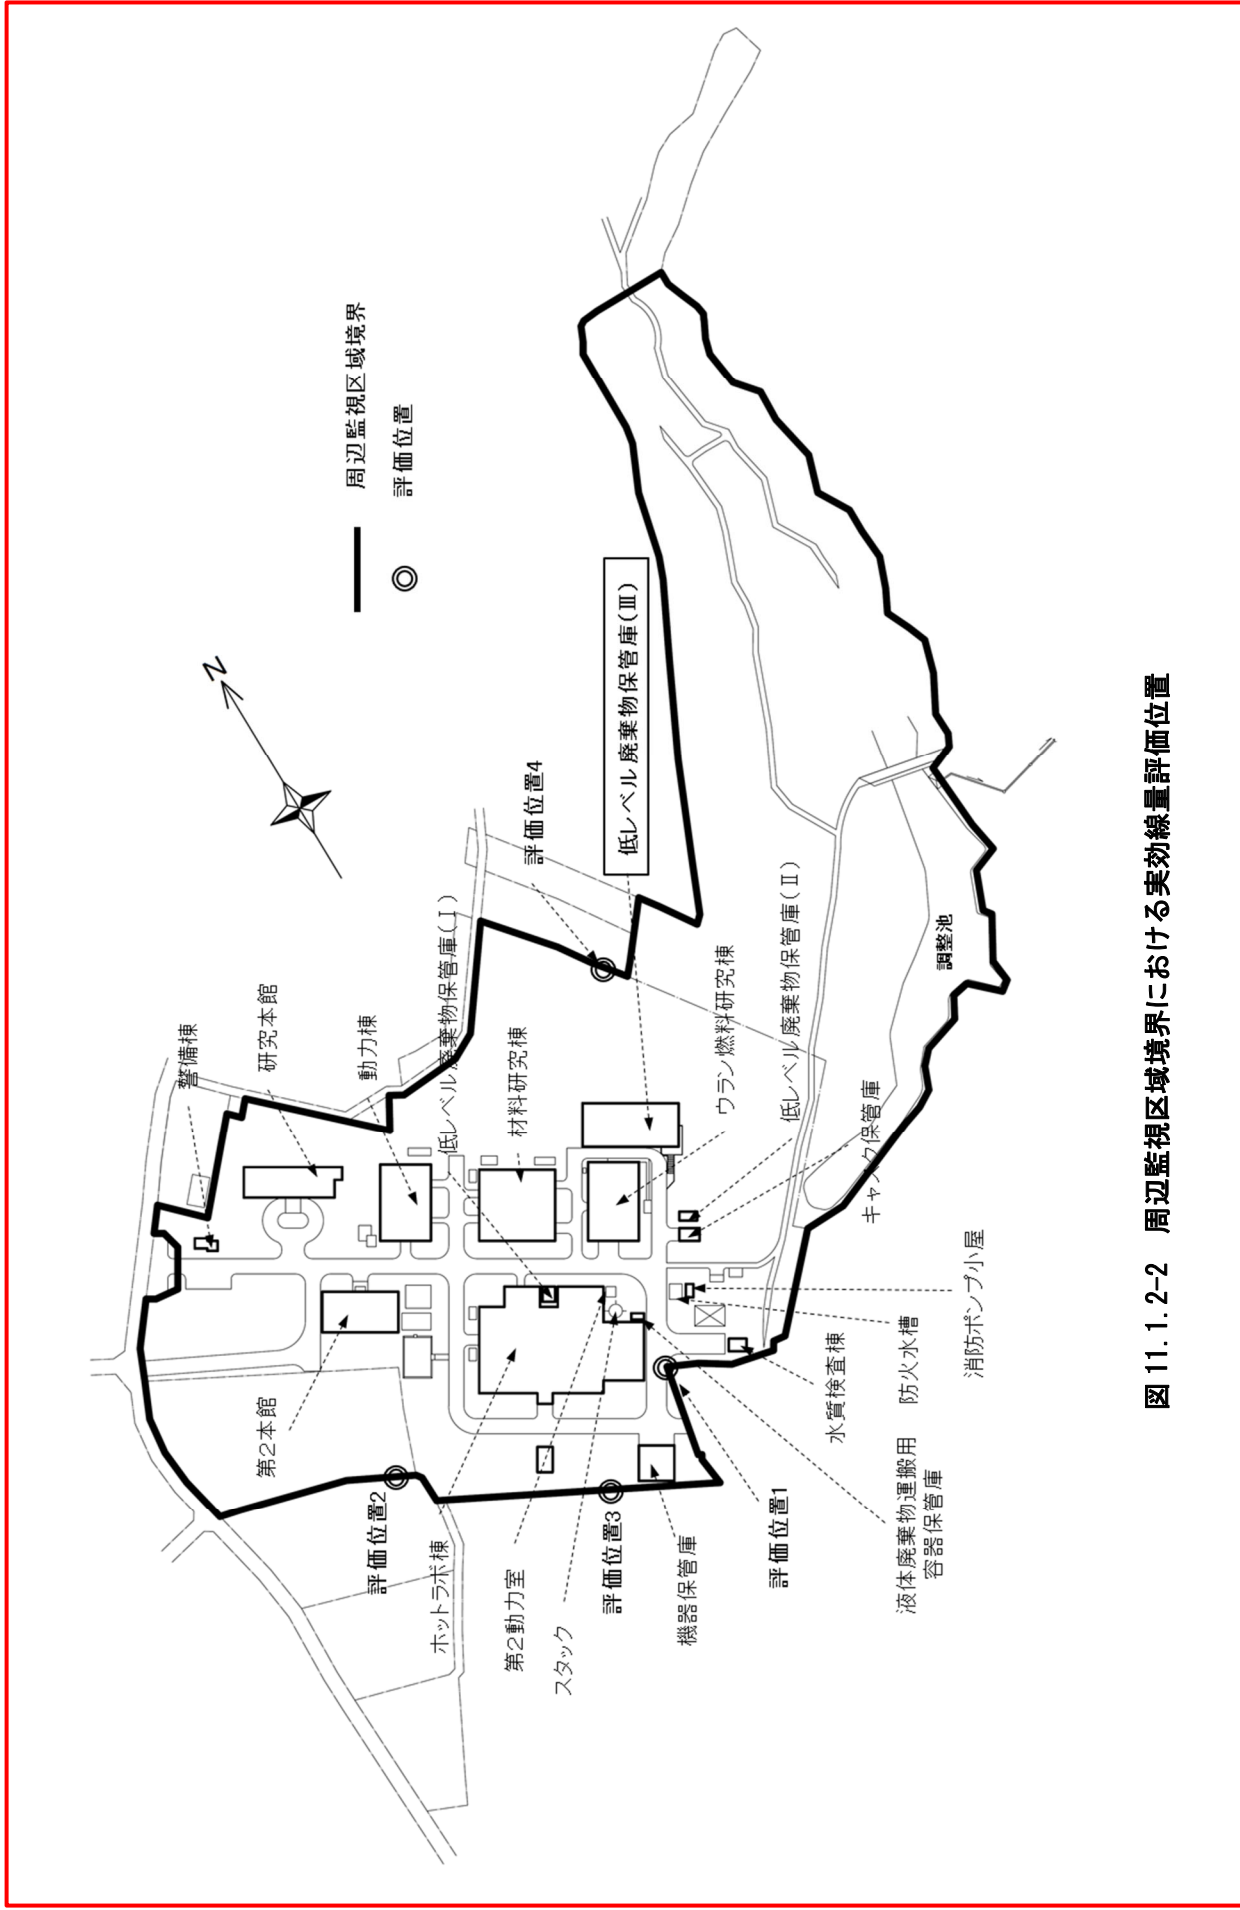 周辺監視区域境界
評価位置
N
評価位置4
低レベル廃棄物保管庫(Ⅲ)
警備棟
研究本館
動力棟
低レベル廃棄物保管庫(Ⅰ)
材料研究棟
ウラン燃料研究棟
低レベル廃棄物保管庫(Ⅱ)
キャスク保管庫
調整池
第2本館
評価位置2
ホットラボ棟
第2動力室
スタック
評価位置3
機器保管庫
評価位置1
水質検査棟
液体廃棄物運搬用
容器保管庫
防火水槽
消防ポンプ小屋
図 11.1.2-2 周辺監視区域境界における実効線量評価位置